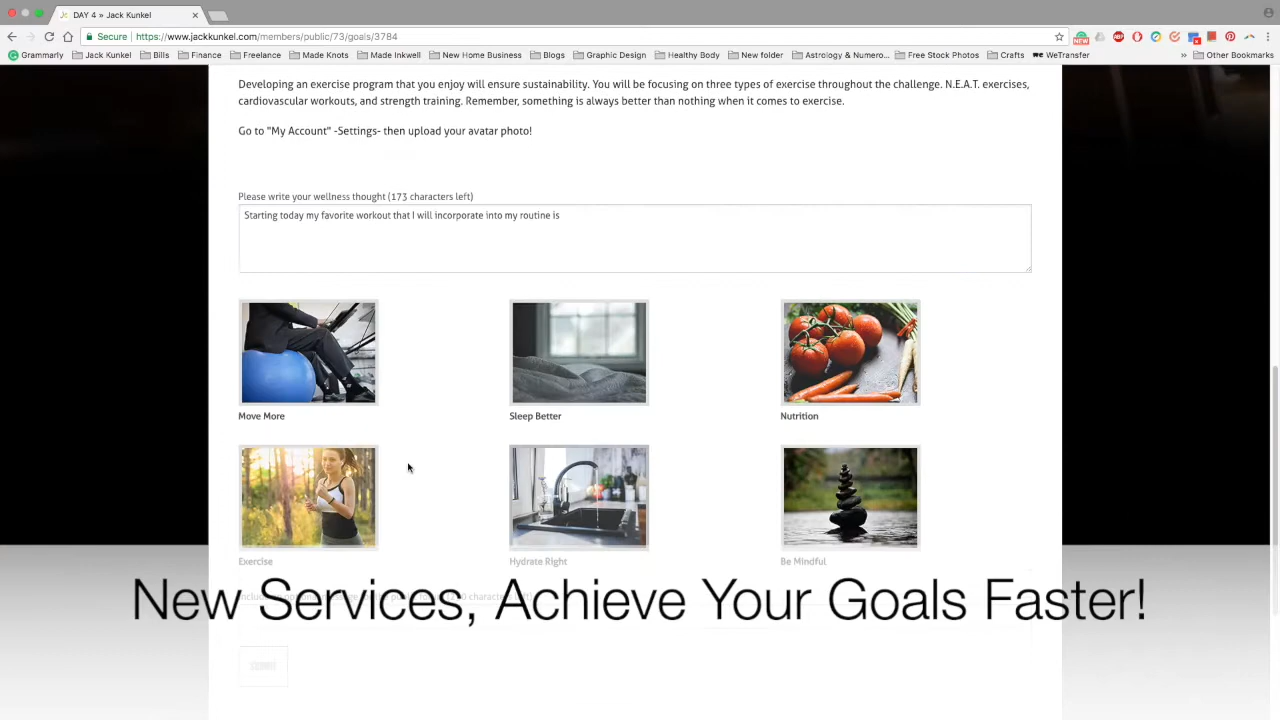 DAY 4 » Jack Kunkel
Secure
https://www.jackkunkel.com/members/public/73/goals/3784
Grammarly
Jack Kunkel
Bills
Finance
Freelance
Made Knots
Made Inkwell
New Home Business
Blogs
Graphic Design
Healthy Body
New folder
Astrology & Numero...
Free Stock Photos
Crafts
WeTransfer
»
Other Bookmarks
Developing an exercise program that you enjoy will ensure sustainability. You will be focusing on three types of exercise throughout the challenge. N.E.A.T. exercises,
cardiovascular workouts, and strength training. Remember, something is always better than nothing when it comes to exercise.
Go to "My Account" -Settings- then upload your avatar photo!
Please write your wellness thought (173 characters left)
Starting today my favorite workout that I will incorporate into my routine is
Move More
Sleep Better
Nutrition
Exercise
Hydrate Right
Be Mindful
New Services, Achieve Your Goals Faster!